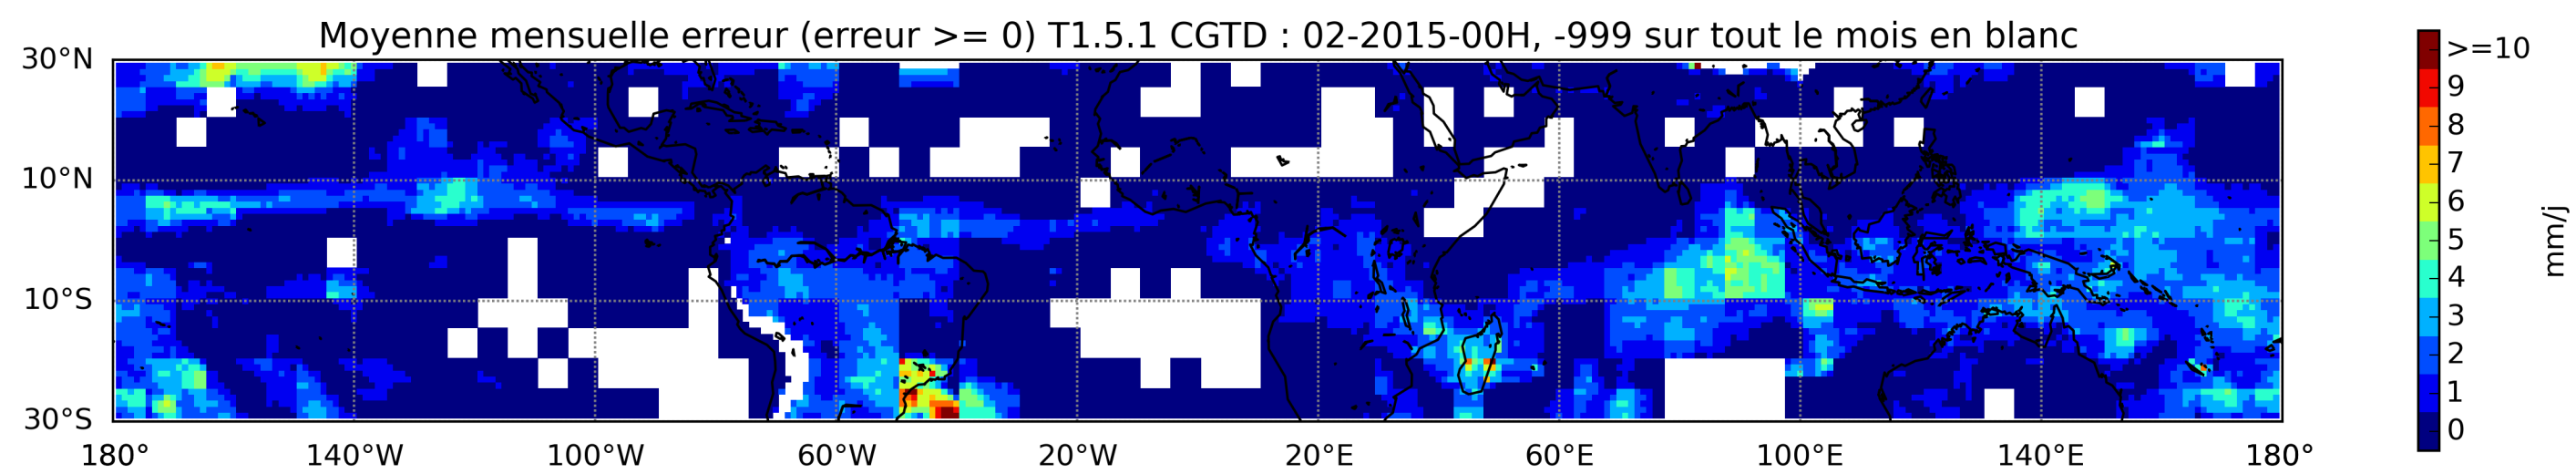 Moyenne mensuelle erreur (erreur >= 0) T1.5.1 CGTD : 02-2015-00H, -999 sur tout le mois en blanc
30°N
10°N
10°S
30°S
180° 140°W 100°W 60°W 20°W 20°E 60°E 100°E 140°E 180°
>=10
9
8
7
6
5
4
3
2
1
0
mm/j